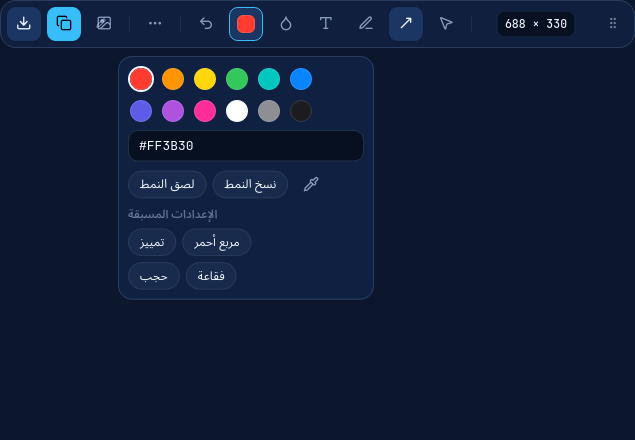 688 × 330
#FF3B30
نسخ النمط لصق النمط
الإعدادات المسبقة
مربع أحمر تمييز
فقاعة حجب